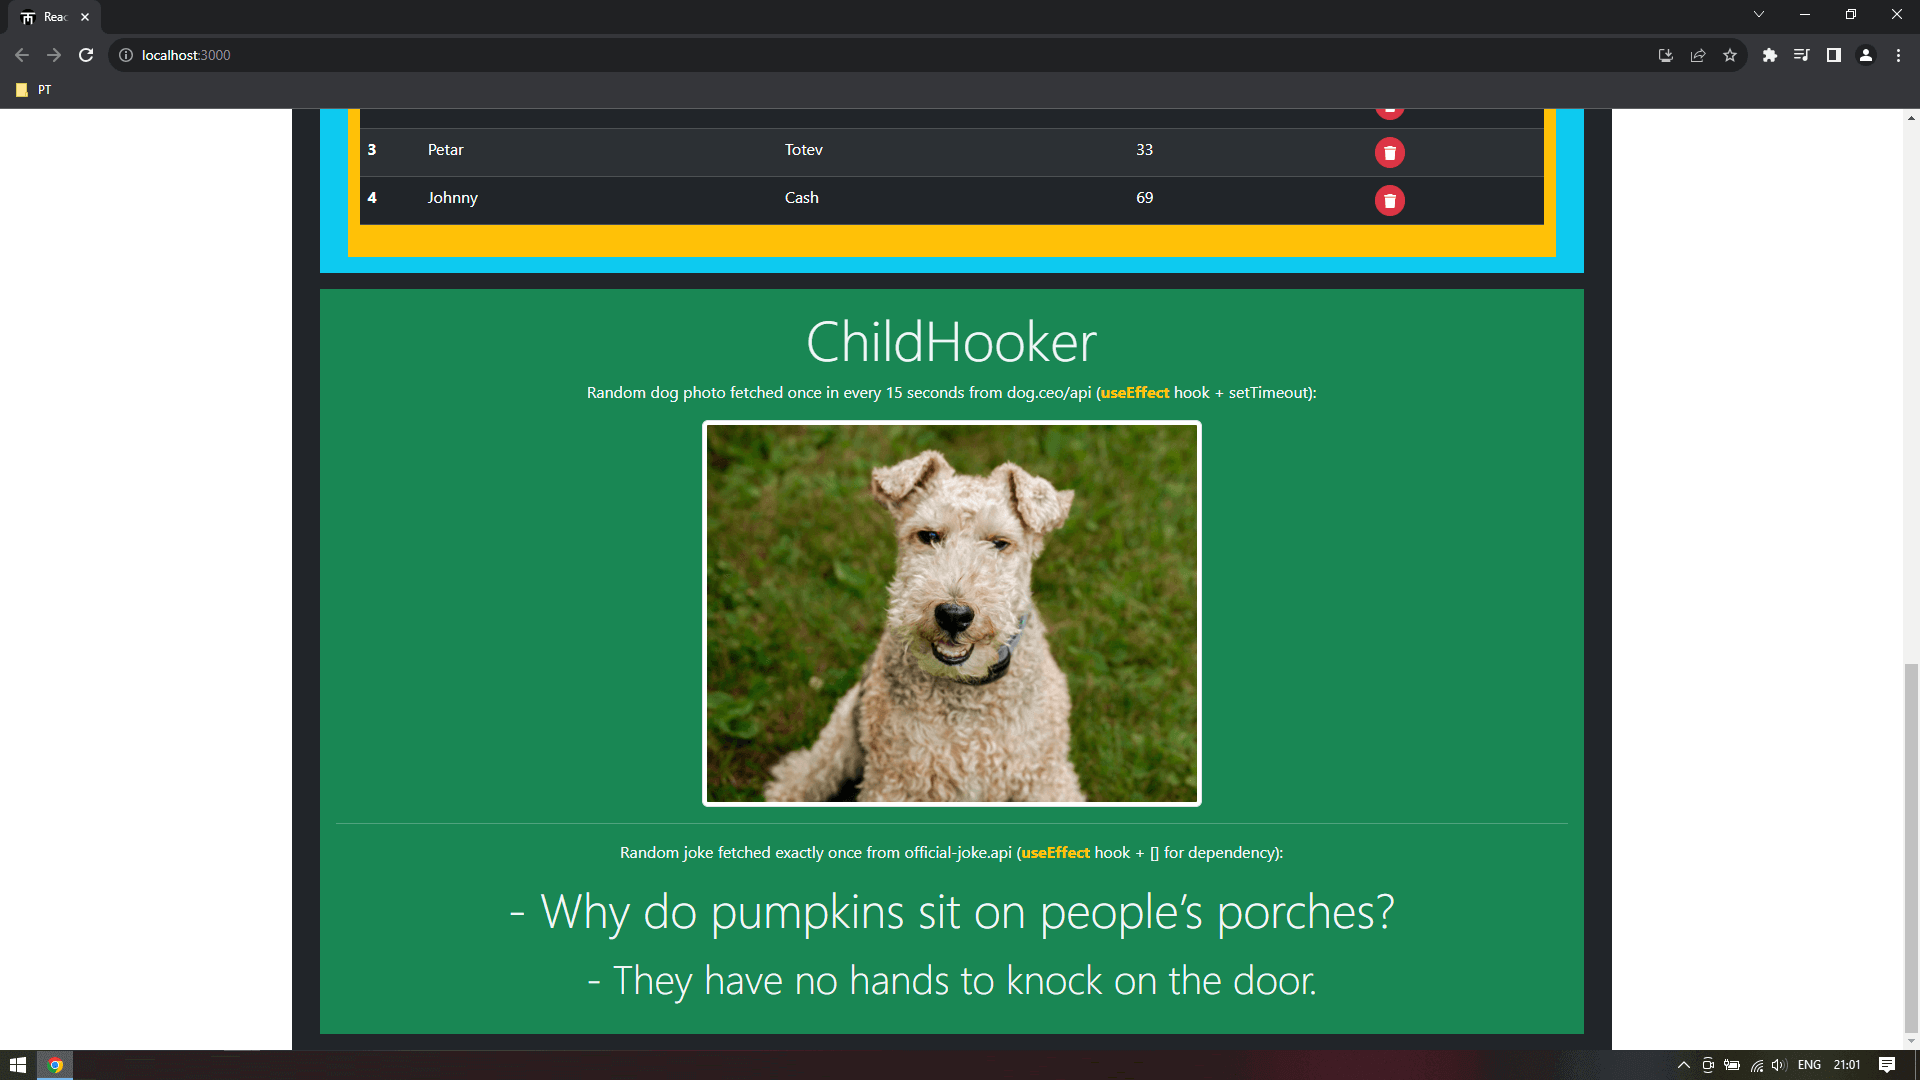 Reac
localhost:3000
PT
3 Petar Totev 33
4 Johnny Cash 69
ChildHooker
Random dog photo fetched once in every 15 seconds from dog.ceo/api (useEffect hook + setTimeout):
Random joke fetched exactly once from official-joke.api (useEffect hook + [] for dependency):
- Why do pumpkins sit on people’s porches?
- They have no hands to knock on the door.
ENG 21:01